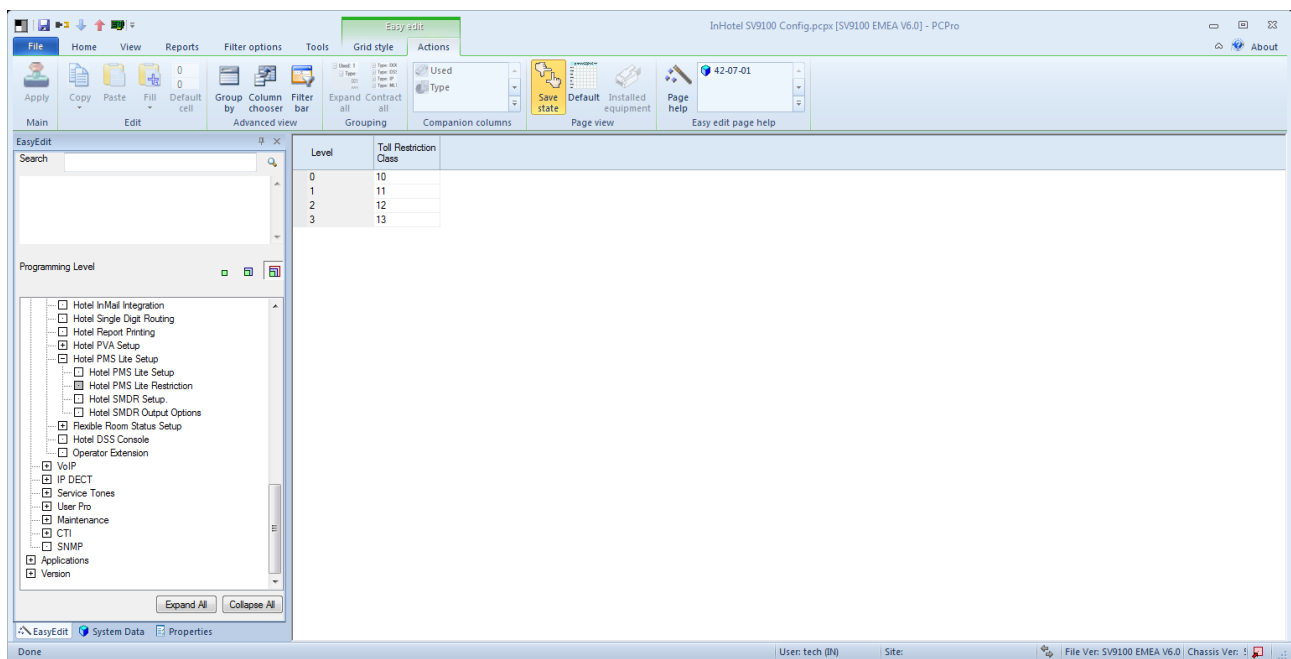 Easy edit
InHotel SV9100 Config.pcpx [SV9100 EMEA V6.0] - PCPro
File Home View Reports Filter options Tools Grid style Actions
About
Apply
Copy
Paste
Fill
0
0
Default cell
Group by
Column chooser
Filter bar
Expand all
Contract all
Used
Type
Save state
Default
Installed equipment
Page help
42-07-01
Main
Edit
Advanced view
Grouping
Companion columns
Page view
Easy edit page help
EasyEdit
Search
Programming Level
Hotel InMail Integration
Hotel Single Digit Routing
Hotel Report Printing
Hotel PVA Setup
Hotel PMS Lite Setup
Hotel PMS Lite Setup
Hotel PMS Lite Restriction
Hotel SMDR Setup.
Hotel SMDR Output Options
Flexible Room Status Setup
Hotel DSS Console
Operator Extension
VoIP
IP DECT
Service Tones
User Pro
Maintenance
CTI
SNMP
Applications
Version
Expand All Collapse All
EasyEdit System Data Properties
Level Toll Restriction Class
0 10
1 11
2 12
3 13
Done
User: tech (IN)
Site:
File Ver: SV9100 EMEA V6.0 Chassis Ver: